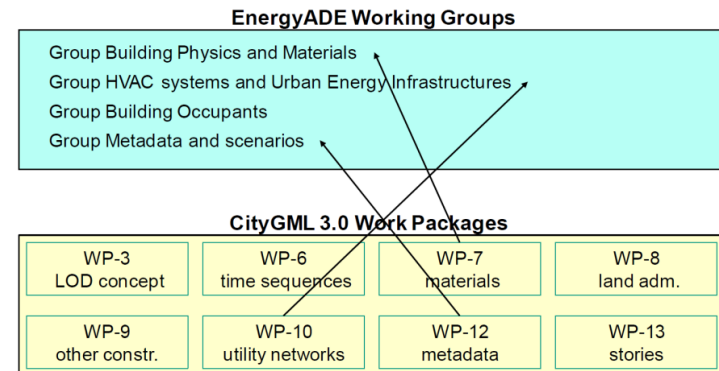 EnergyADE Working Groups
Group Building Physics and Materials
Group HVAC systems and Urban Energy Infrastructures
Group Building Occupants
Group Metadata and scenarios
CityGML 3.0 Work Packages
WP-3
LOD concept
WP-6
time sequences
WP-7
materials
WP-8
land adm.
WP-9
other constr.
WP-10
utility networks
WP-12
metadata
WP-13
stories